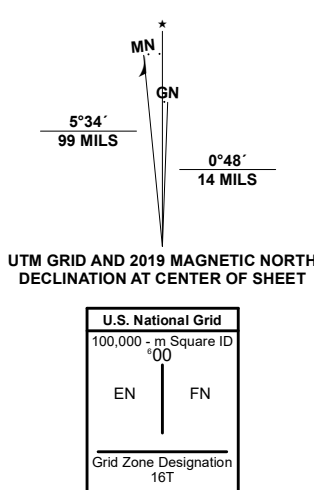 MN
GN
5°34´
99 MILS
0°48´
14 MILS
UTM GRID AND 2019 MAGNETIC NORTH
DECLINATION AT CENTER OF SHEET
U.S. National Grid
100,000 - m Square ID
⁶00
EN FN
Grid Zone Designation
16T